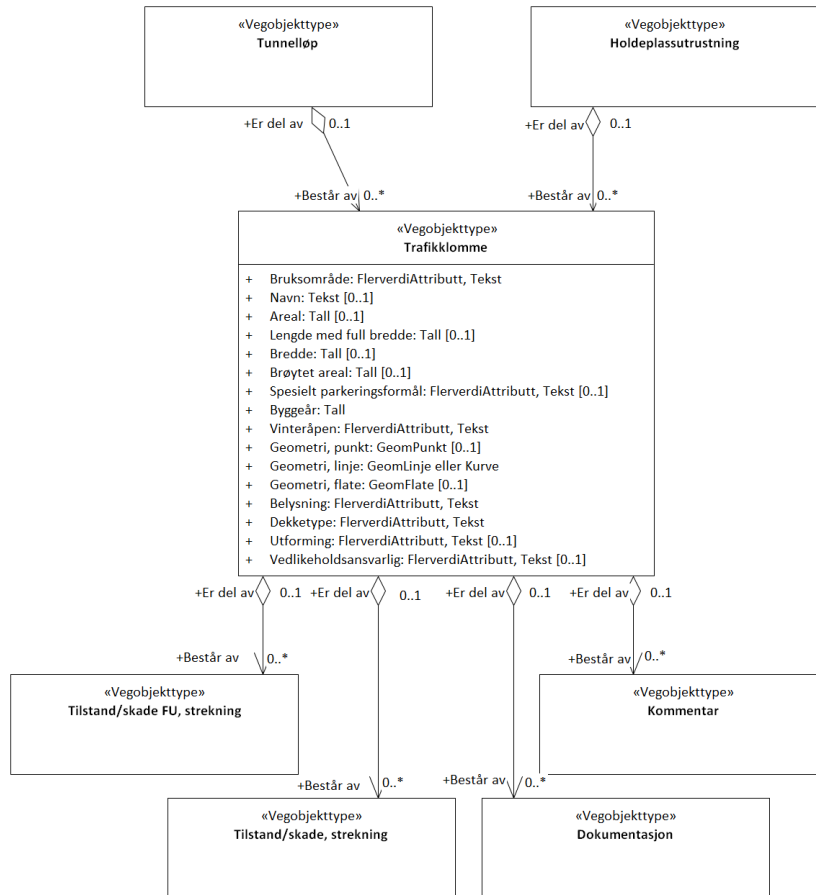 «Vegobjekttype»
Tunnelløp
«Vegobjekttype»
Holdeplassutrustning
+Er del av 0..1
+Er del av 0..1
+Består av 0..*
+Består av 0..*
«Vegobjekttype»
Trafikklomme
+ Bruksområde: FlerverdiAttributt, Tekst
+ Navn: Tekst [0..1]
+ Areal: Tall [0..1]
+ Lengde med full bredde: Tall [0..1]
+ Bredde: Tall [0..1]
+ Brøytet areal: Tall [0..1]
+ Spesielt parkeringsformål: FlerverdiAttributt, Tekst [0..1]
+ Byggeår: Tall
+ Vinteråpen: FlerverdiAttributt, Tekst
+ Geometri, punkt: GeomPunkt [0..1]
+ Geometri, linje: GeomLinje eller Kurve
+ Geometri, flate: GeomFlate [0..1]
+ Belysning: FlerverdiAttributt, Tekst
+ Dekketype: FlerverdiAttributt, Tekst
+ Utforming: FlerverdiAttributt, Tekst [0..1]
+ Vedlikeholdsansvarlig: FlerverdiAttributt, Tekst [0..1]
+Er del av 0..1 +Er del av 0..1 +Er del av 0..1 +Er del av 0..1
+Består av 0..*
+Består av 0..*
«Vegobjekttype»
Tilstand/skade FU, strekning
«Vegobjekttype»
Kommentar
+Består av 0..*
+Består av 0..*
«Vegobjekttype»
Tilstand/skade, strekning
«Vegobjekttype»
Dokumentasjon